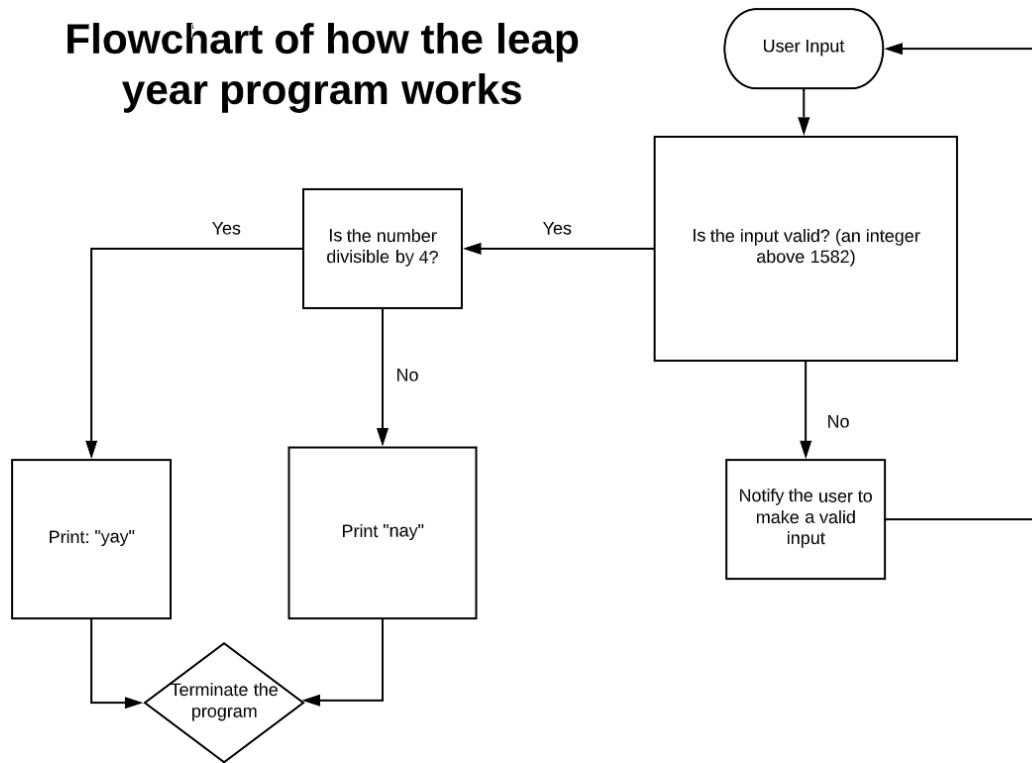 Flowchart of how the leap
year program works
User Input
Is the input valid? (an integer
above 1582)
Yes
Is the number
divisible by 4?
Yes
No
No
Notify the user to
make a valid
input
Print: "yay"
Print "nay"
Terminate the
program